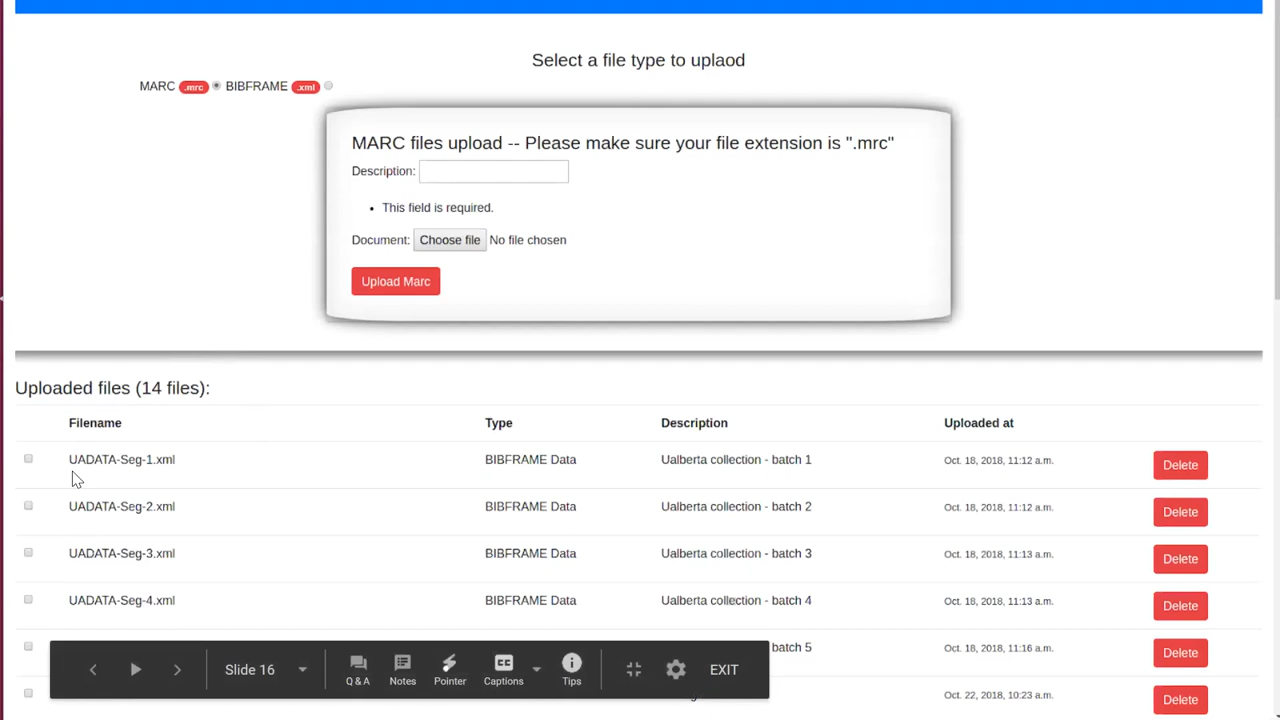 Select a file type to uplaod
MARC .mrc BIBFRAME .xml
MARC files upload -- Please make sure your file extension is ".mrc"
Description:
• This field is required.
Document: Choose file No file chosen
Upload Marc
Uploaded files (14 files):
Filename Type Description Uploaded at
UADATA-Seg-1.xml BIBFRAME Data Ualberta collection - batch 1 Oct. 18, 2018, 11:12 a.m. Delete
UADATA-Seg-2.xml BIBFRAME Data Ualberta collection - batch 2 Oct. 18, 2018, 11:12 a.m. Delete
UADATA-Seg-3.xml BIBFRAME Data Ualberta collection - batch 3 Oct. 18, 2018, 11:13 a.m. Delete
UADATA-Seg-4.xml BIBFRAME Data Ualberta collection - batch 4 Oct. 18, 2018, 11:13 a.m. Delete
batch 5 Oct. 18, 2018, 11:16 a.m. Delete
Oct. 22, 2018, 10:23 a.m. Delete
Slide 16 Q & A Notes Pointer CC Captions Tips EXIT